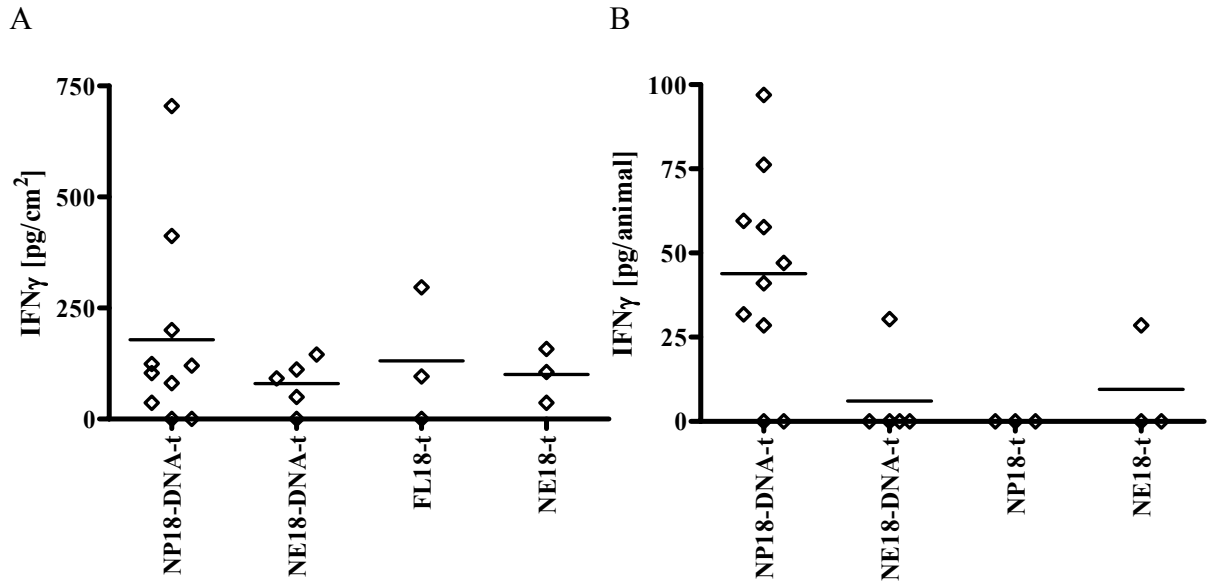 A
B
IFNγ [pg/cm²]
750
500
250
0
NP18-DNA-t
NE18-DNA-t
FL18-t
NE18-t
IFNγ [pg/animal]
100
75
50
25
0
NP18-DNA-t
NE18-DNA-t
NP18-t
NE18-t